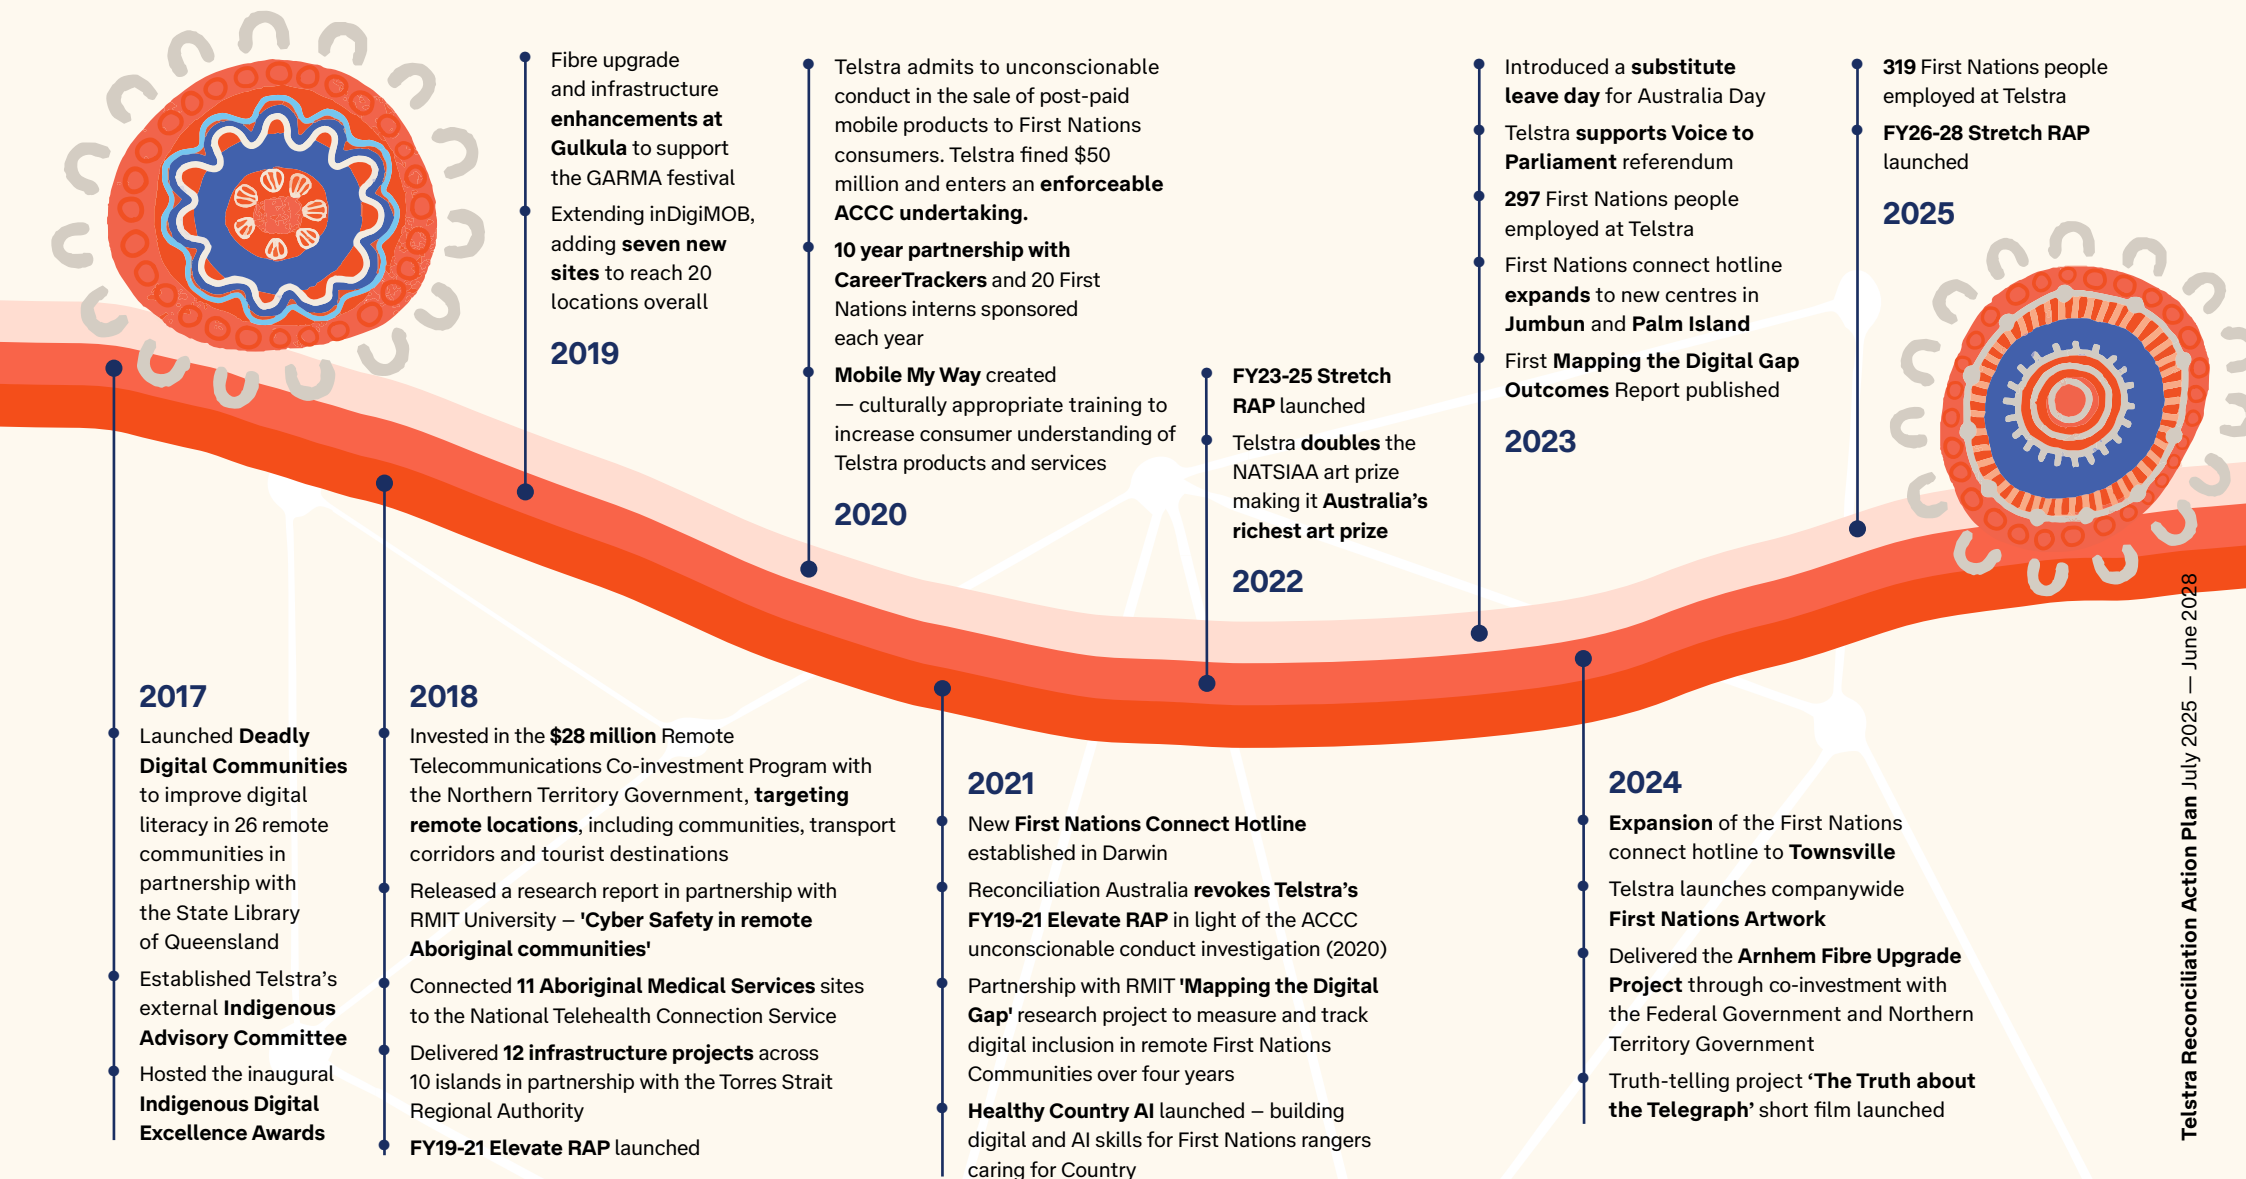 2017
Launched Deadly
Digital Communities
to improve digital
literacy in 26 remote
communities in
partnership with
the State Library
of Queensland
Established Telstra’s
external Indigenous
Advisory Committee
Hosted the inaugural
Indigenous Digital
Excellence Awards
2018
Invested in the $28 million Remote
Telecommunications Co-investment Program with
the Northern Territory Government, targeting
remote locations, including communities, transport
corridors and tourist destinations
Released a research report in partnership with
RMIT University – 'Cyber Safety in remote
Aboriginal communities'
Connected 11 Aboriginal Medical Services sites
to the National Telehealth Connection Service
Delivered 12 infrastructure projects across
10 islands in partnership with the Torres Strait
Regional Authority
FY19-21 Elevate RAP launched
Fibre upgrade
and infrastructure
enhancements at
Gulkula to support
the GARMA festival
Extending inDigiMOB,
adding seven new
sites to reach 20
locations overall
2019
Telstra admits to unconscionable
conduct in the sale of post-paid
mobile products to First Nations
consumers. Telstra fined $50
million and enters an enforceable
ACCC undertaking.
10 year partnership with
CareerTrackers and 20 First
Nations interns sponsored
each year
Mobile My Way created
— culturally appropriate training to
increase consumer understanding of
Telstra products and services
2020
2021
New First Nations Connect Hotline
established in Darwin
Reconciliation Australia revokes Telstra’s
FY19-21 Elevate RAP in light of the ACCC
unconscionable conduct investigation (2020)
Partnership with RMIT 'Mapping the Digital
Gap' research project to measure and track
digital inclusion in remote First Nations
Communities over four years
Healthy Country AI launched – building
digital and AI skills for First Nations rangers
caring for Country
FY23-25 Stretch
RAP launched
Telstra doubles the
NATSIAA art prize
making it Australia’s
richest art prize
2022
Introduced a substitute
leave day for Australia Day
Telstra supports Voice to
Parliament referendum
297 First Nations people
employed at Telstra
First Nations connect hotline
expands to new centres in
Jumbun and Palm Island
First Mapping the Digital Gap
Outcomes Report published
2023
2024
Expansion of the First Nations
connect hotline to Townsville
Telstra launches companywide
First Nations Artwork
Delivered the Arnhem Fibre Upgrade
Project through co-investment with
the Federal Government and Northern
Territory Government
Truth-telling project ‘The Truth about
the Telegraph’ short film launched
319 First Nations people
employed at Telstra
FY26-28 Stretch RAP
launched
2025
Telstra Reconciliation Action Plan July 2025 — June 2028